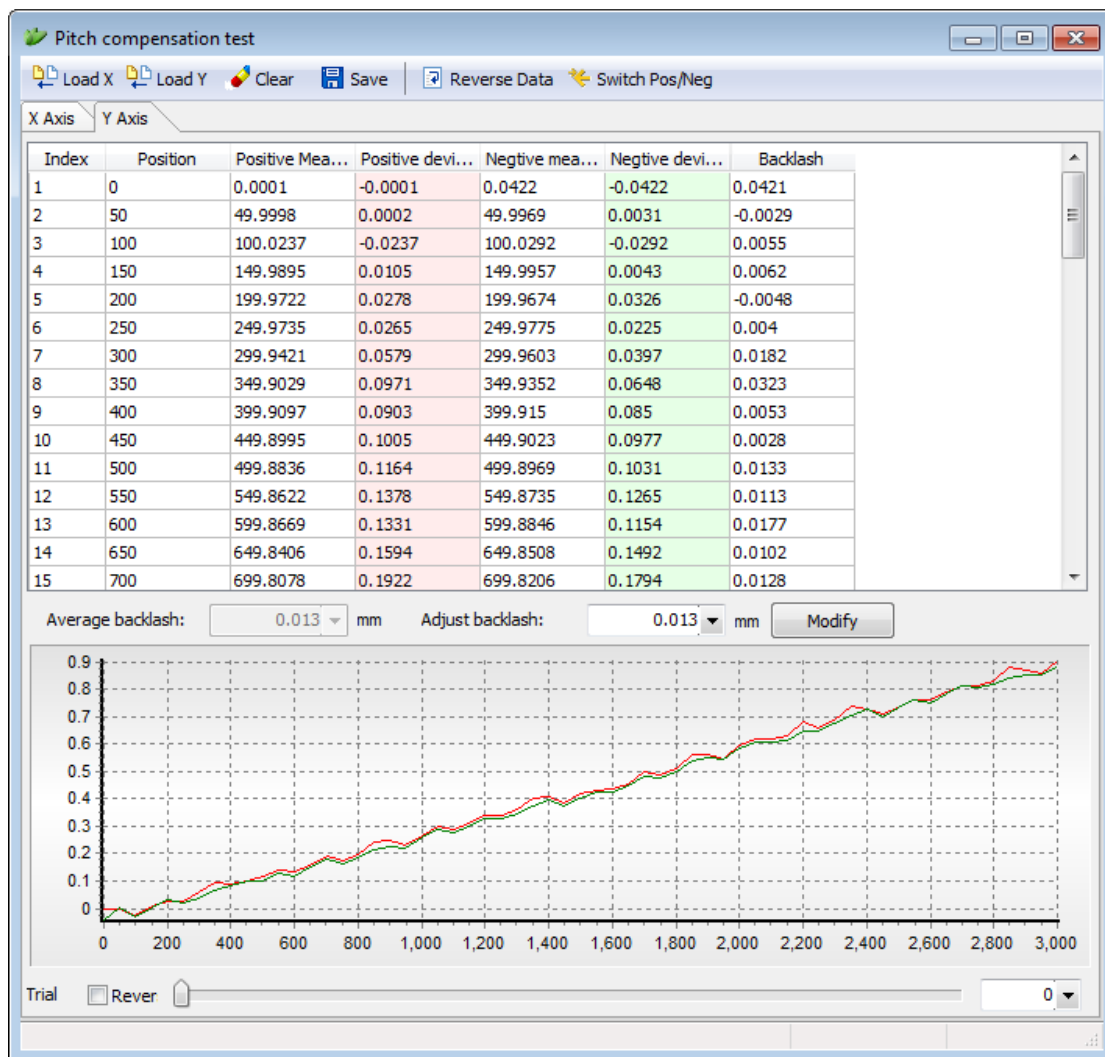 Pitch compensation test
Load X Load Y Clear Save Reverse Data Switch Pos/Neg
X Axis Y Axis
Index Position Positive Mea... Positive devi... Negtive mea... Negtive devi... Backlash
1 0 0.0001 -0.0001 0.0422 -0.0422 0.0421
2 50 49.9998 0.0002 49.9969 0.0031 -0.0029
3 100 100.0237 -0.0237 100.0292 -0.0292 0.0055
4 150 149.9895 0.0105 149.9957 0.0043 0.0062
5 200 199.9722 0.0278 199.9674 0.0326 -0.0048
6 250 249.9735 0.0265 249.9775 0.0225 0.004
7 300 299.9421 0.0579 299.9603 0.0397 0.0182
8 350 349.9029 0.0971 349.9352 0.0648 0.0323
9 400 399.9097 0.0903 399.915 0.085 0.0053
10 450 449.8995 0.1005 449.9023 0.0977 0.0028
11 500 499.8836 0.1164 499.8969 0.1031 0.0133
12 550 549.8622 0.1378 549.8735 0.1265 0.0113
13 600 599.8669 0.1331 599.8846 0.1154 0.0177
14 650 649.8406 0.1594 649.8508 0.1492 0.0102
15 700 699.8078 0.1922 699.8206 0.1794 0.0128
Average backlash: 0.013 mm Adjust backlash: 0.013 mm Modify
0.9
0.8
0.7
0.6
0.5
0.4
0.3
0.2
0.1
0
0 200 400 600 800 1,000 1,200 1,400 1,600 1,800 2,000 2,200 2,400 2,600 2,800 3,000
Trial Rever 0